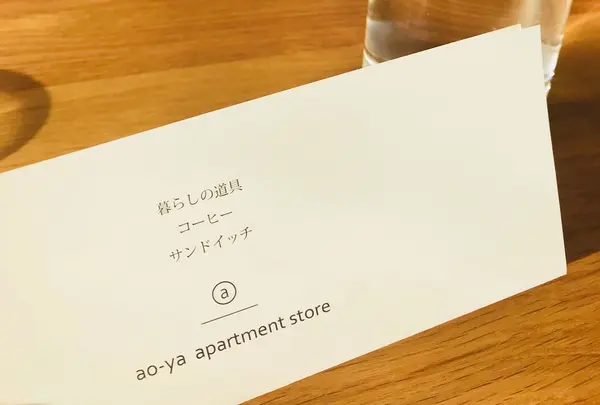 暮らしの道具
コーヒー
サンドイッチ
a
ao-ya apartment store